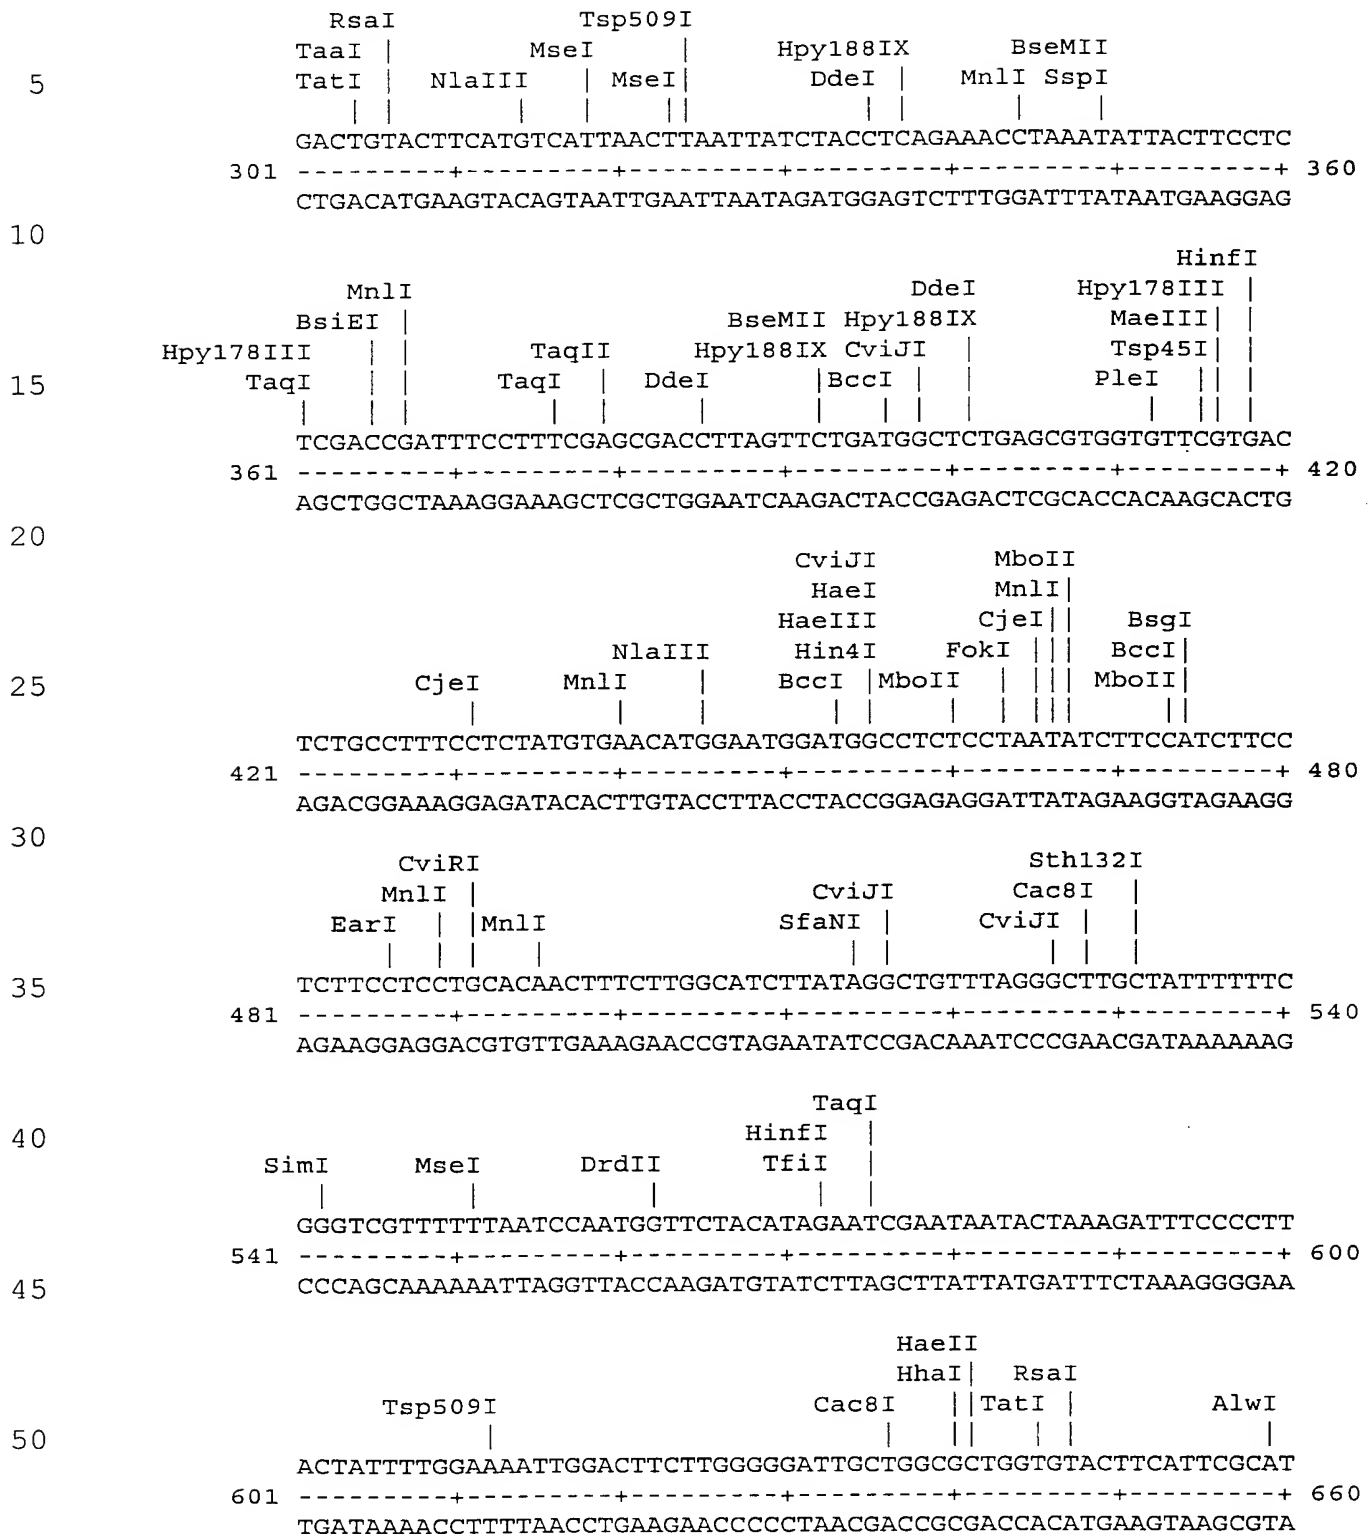 RsaI Tsp509I
TaaI MseI Hpy188IX BseMII
5 TatI NlaIII MseI DdeI MnlI SspI
GACTGTACTTCATGTCATTAACTTAATTATCTACCTCAGAAACCTAAATATTACTTCCTC
301 ---------+---------+---------+---------+---------+---------+ 360
CTGACATGAAGTACAGTAATTGAATTAATAGATGGAGTCTTTGGATTTATAATGAAGGAG
10
HinfI
MnlI DdeI Hpy178III
BsiEI BseMII Hpy188IX MaeIII
Hpy178III TaqII Hpy188IX CviJI Tsp45I
15 TaqI TaqI DdeI BccI PleI
TCGACCGATTTCCTTTCGAGCGACCTTAGTTCTGATGGCTCTGAGCGTGGTGTTCGTGAC
361 ---------+---------+---------+---------+---------+---------+ 420
AGCTGGCTAAAGGAAAGCTCGCTGGAATCAAGACTACCGAGACTCGCACCACAAGCACTG
20
CviJI MboII
HaeI MnlI
HaeIII CjeI BsgI
NlaIII Hin4I FokI BccI
25 CjeI MnlI BccI MboII MboII
TCTGCCTTTCCTCTATGTGAACATGGAATGGATGGCCTCTCCTAATATCTTCCATCTTCC
421 ---------+---------+---------+---------+---------+---------+ 480
AGACGGAAAGGAGATACACTTGTACCTTACCTACCGGAGAGGATTATAGAAGGTAGAAGG
30
CviRI Sth132I
MnlI CviJI Cac8I
EarI MnlI SfaNI CviJI
35 TCTTCCTCCTGCACAACTTTCTTGGCATCTTATAGGCTGTTTAGGGCTTGCTATTTTTTC
481 ---------+---------+---------+---------+---------+---------+ 540
AGAAGGAGGACGTGTTGAAAGAACCGTAGAATATCCGACAAATCCCGAACGATAAAAAAG
TaqI
40 HinfI
SimI MseI DrdII TfiI
GGGTCGTTTTTTAATCCAATGGTTCTACATAGAATCGAATAATACTAAAGATTTCCCCTT
541 ---------+---------+---------+---------+---------+---------+ 600
45 CCCAGCAAAAAATTAGGTTACCAAGATGTATCTTAGCTTATTATGATTTCTAAAGGGGAA
HaeII
HhaI RsaI
Tsp509I Cac8I TatI AlwI
50
ACTATTTTGGAAAATTGGACTTCTTGGGGGATTGCTGGCGCTGGTGTACTTCATTCGCAT
601 ---------+---------+---------+---------+---------+---------+ 660
TGATAAAACCTTTTAACCTGAAGAACCCCCTAACGACCGCGACCACATGAAGTAAGCGTA